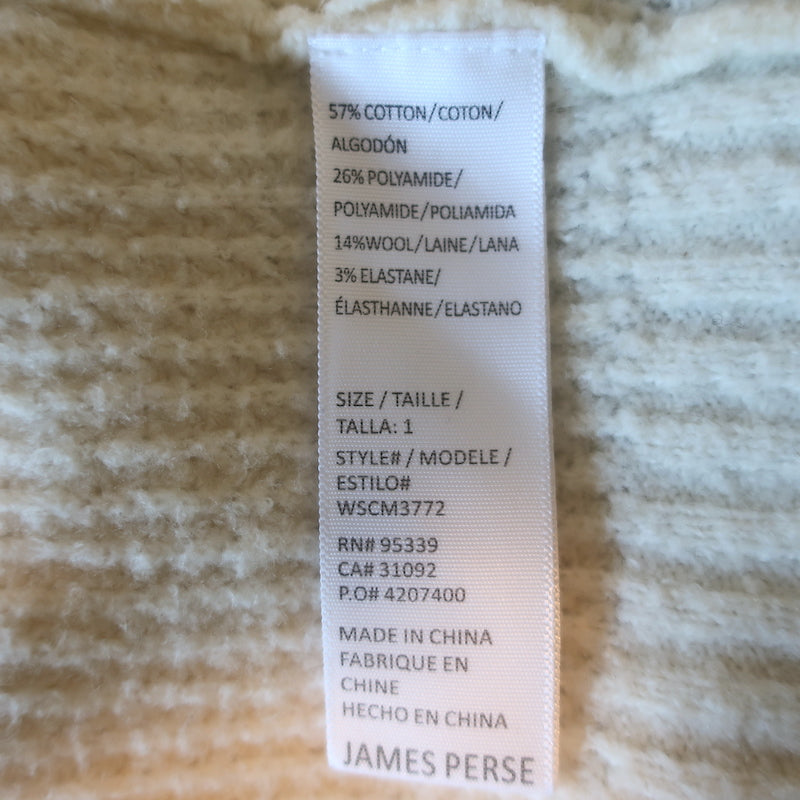 57% COTTON/COTON/
ALGODÓN
26% POLYAMIDE/
POLYAMIDE/POLIAMIDA
14%WOOL/LAINE/LANA
3% ELASTANE/
ÉLASTHANNE/ELASTANO
SIZE / TAILLE /
TALLA: 1
STYLE# / MODELE /
ESTILO#
WSCM3772
RN# 95339
CA# 31092
P.O# 4207400
MADE IN CHINA
FABRIQUE EN
CHINE
HECHO EN CHINA
JAMES PERSE